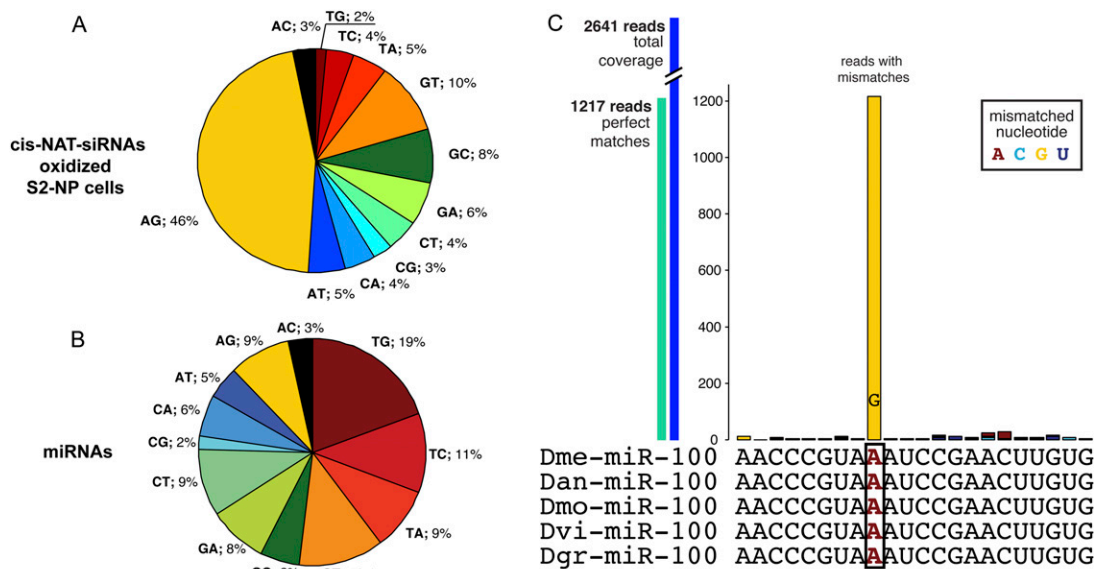 A
cis-NAT-siRNAs
oxidized
S2-NP cells
AC; 3%
TG; 2%
TC; 4%
TA; 5%
GT; 10%
GC; 8%
GA; 6%
CT; 4%
CG; 3%
CA; 4%
AT; 5%
AG; 46%
B
miRNAs
AC; 3%
TG; 19%
TC; 11%
TA; 9%
GA; 8%
CT; 9%
CG; 2%
CA; 6%
AT; 5%
AG; 9%
C
2641 reads
total
coverage
1217 reads
perfect
matches
reads with
mismatches
mismatched
nucleotide
A C G U
1200
1000
800
600
400
200
0
G
Dme-miR-100 AACCCGUAAAUCCGAACUUGUG
Dan-miR-100 AACCCGUAAAUCCGAACUUGUG
Dmo-miR-100 AACCCGUAAAUCCGAACUUGUG
Dvi-miR-100 AACCCGUAAAUCCGAACUUGUG
Dgr-miR-100 AACCCGUAAAUCCGAACUUGUG